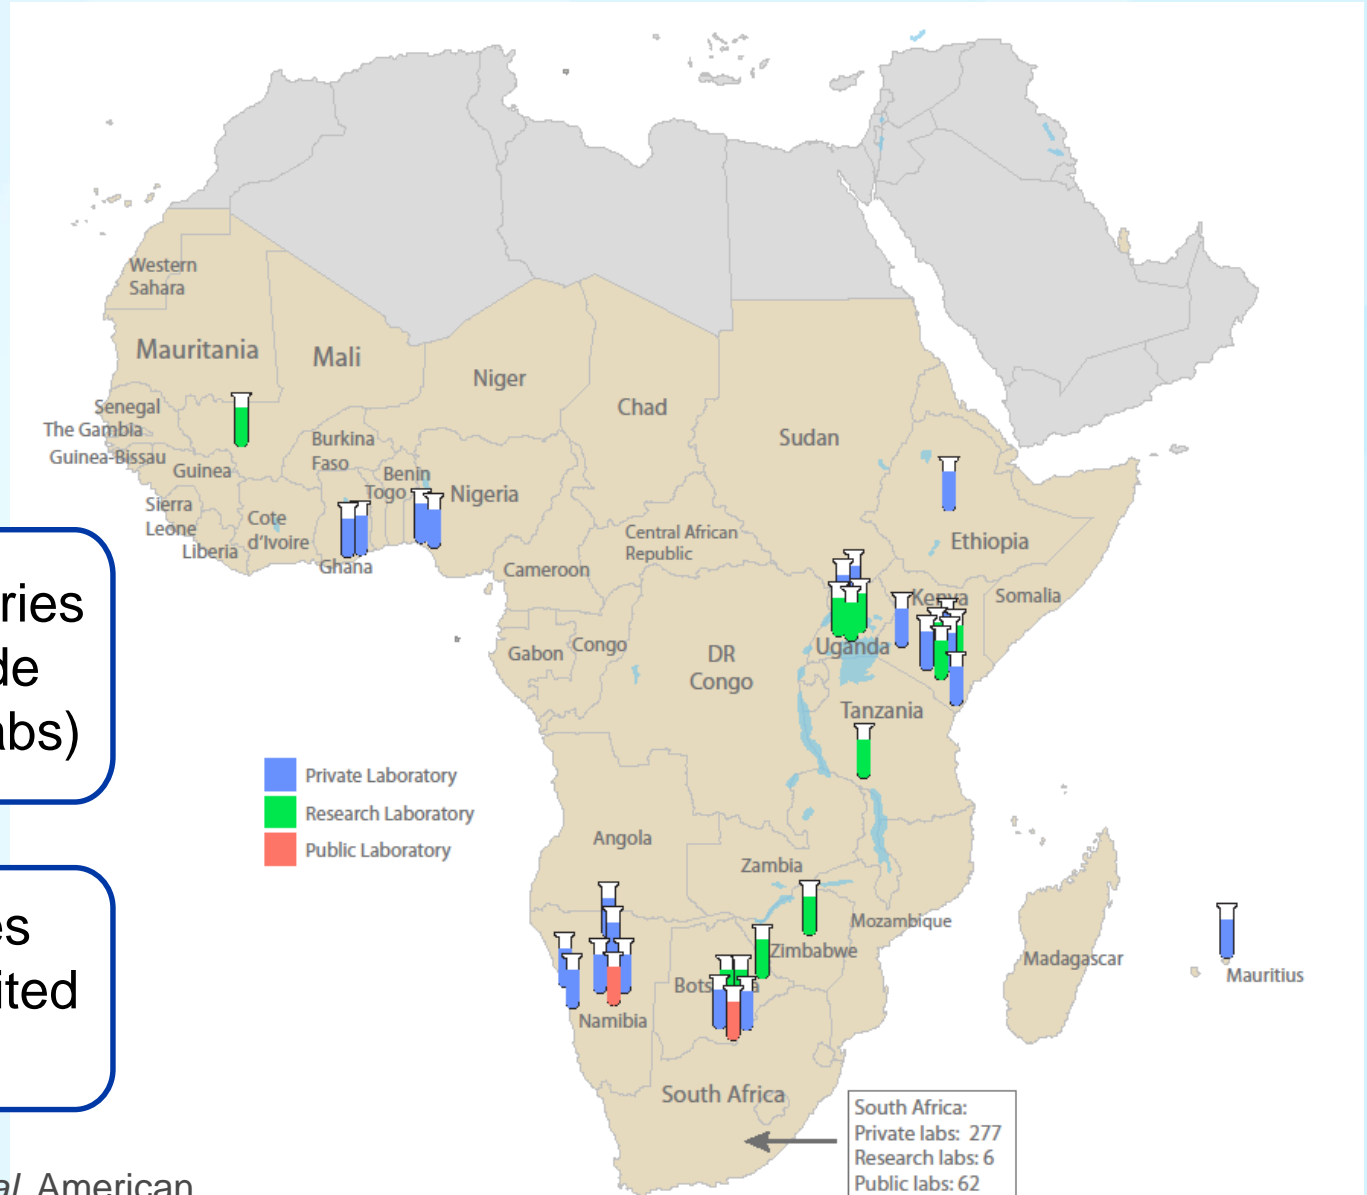 Western
Sahara
Mauritania
Mali
Niger
Chad
Sudan
Senegal
The Gambia
Guinea-Bissau
Guinea
Burkina
Faso
Benin
Togo
Nigeria
Sierra
Leone
Liberia
Cote
d'Ivoire
Ghana
Central African
Republic
Cameroon
Ethiopia
Somalia
Kenya
Uganda
Gabon
Congo
DR
Congo
Tanzania
ries
de
abs)
Private Laboratory
Research Laboratory
Public Laboratory
Angola
Zambia
Mozambique
Zimbabwe
Madagascar
Mauritius
es
ited
Namibia
South Africa
South Africa:
Private labs: 277
Research labs: 6
Public labs: 62
al American